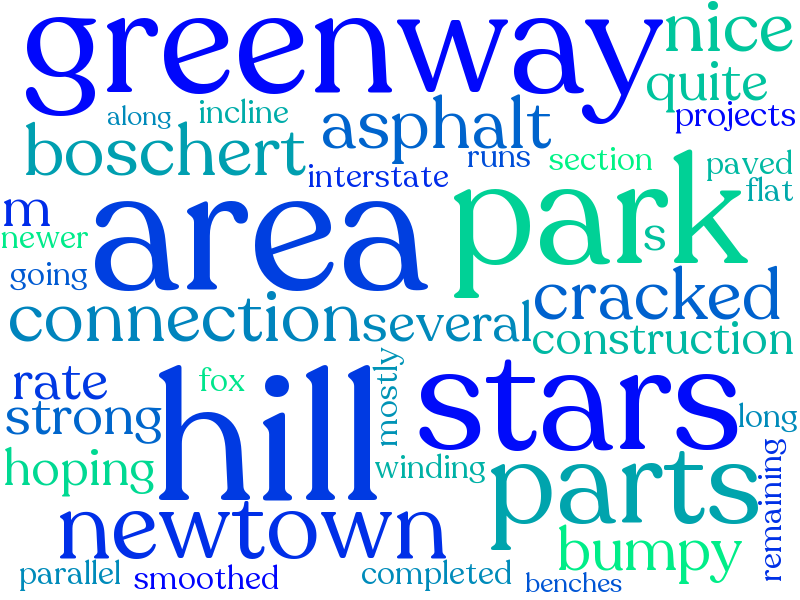 greenway nice
quite
along incline projects
asphalt
boschert runs section paved
interstate flat
m area park s
newer
going
connection several cracked
construction
rate fox mostly stars long
strong hill
hoping winding parts remaining
newtown bumpy
parallel smoothed completed benches